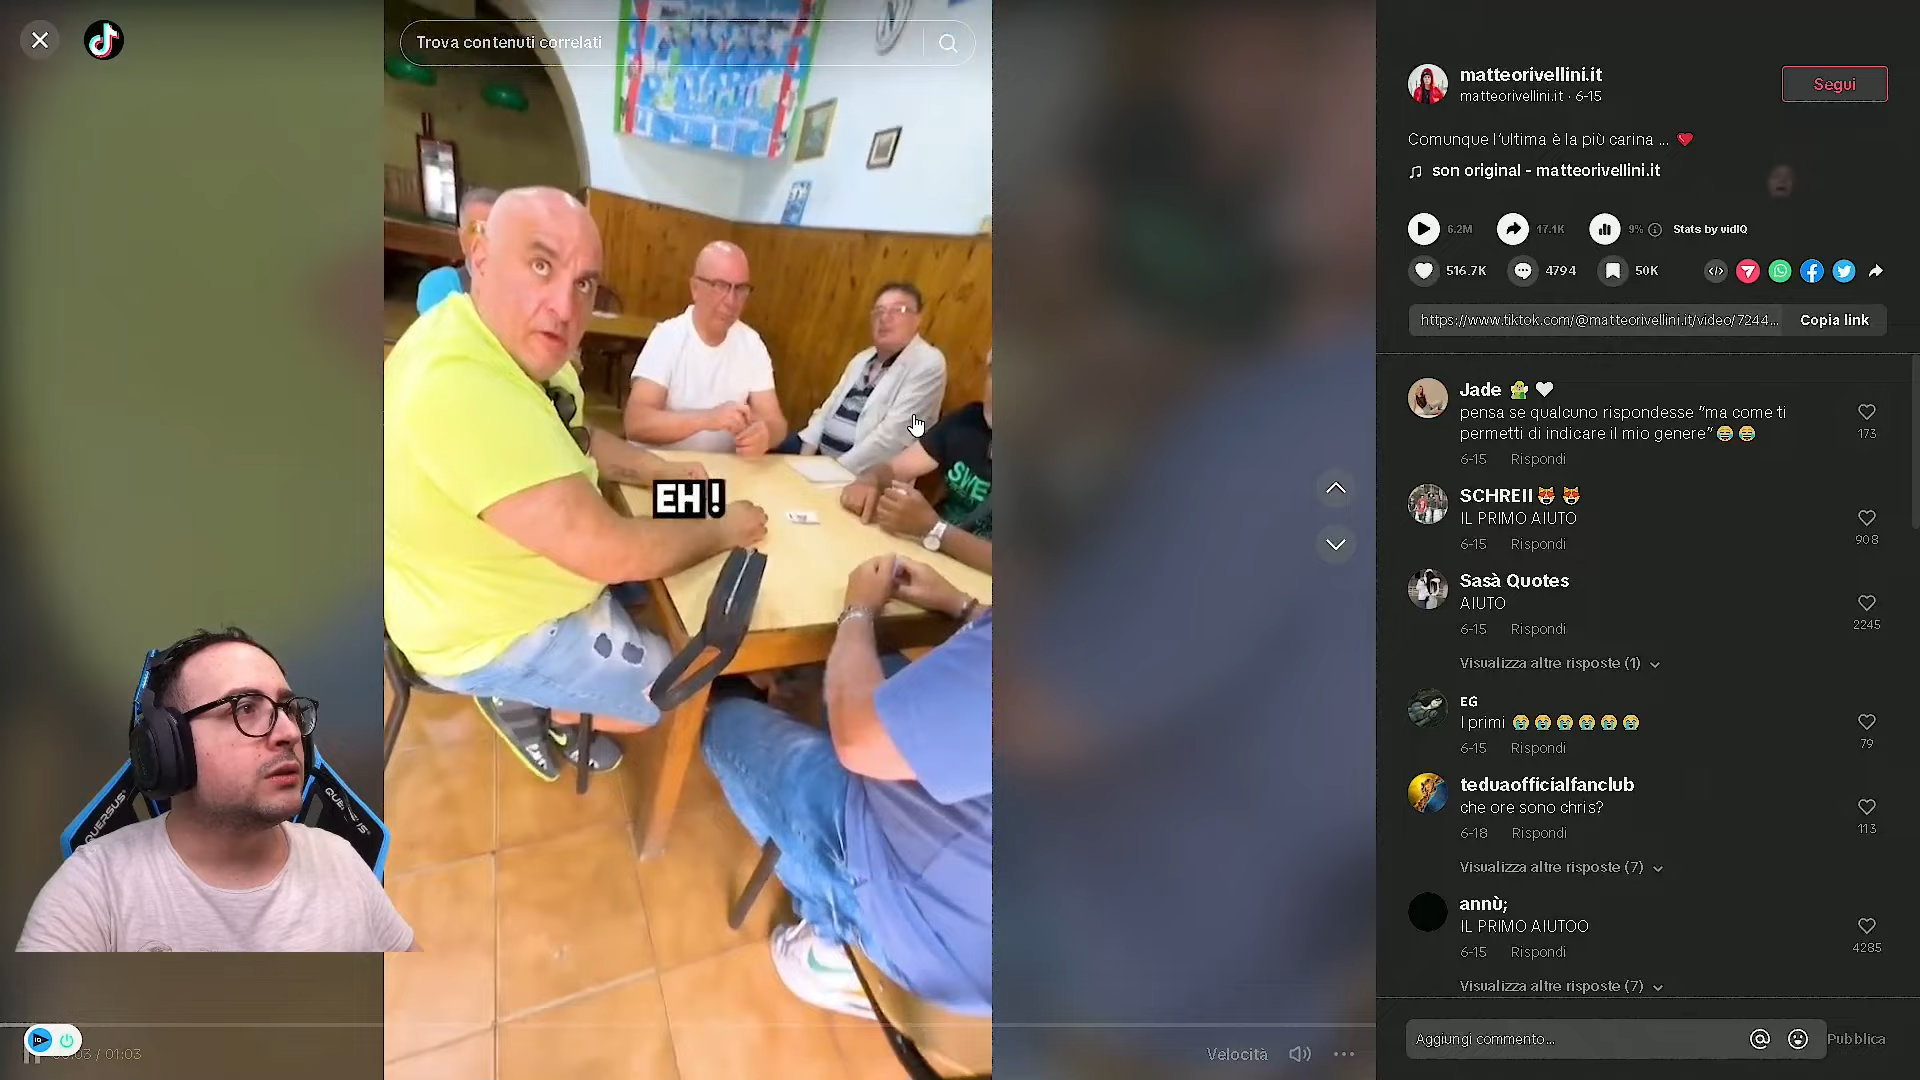 Trova contenuti correlati
EH!
SWE
QUERSUS
QUE
VS
03 / 01:03
Velocità
matteorivellini.it
matteorivellini.it · 6-15
Segui
Comunque l'ultima è la più carina ... ❤️
son original - matteorivellini.it
6.2M
17.1K
9%
Stats by vidIQ
516.7K
4794
50K
https://www.tiktok.com/@matteorivellini.it/video/7244...
Copia link
Jade
pensa se qualcuno rispondesse "ma come ti
permetti di indicare il mio genere" 😂 😂
173
6-15 Rispondi
SCHREII 😻 😻
IL PRIMO AIUTO
908
6-15 Rispondi
Sasà Quotes
AIUTO
2245
6-15 Rispondi
Visualizza altre risposte (1)
EG
I primi 😭 😭 😭 😭 😭 😭
79
6-15 Rispondi
teduaofficialfanclub
che ore sono chris?
113
6-18 Rispondi
Visualizza altre risposte (7)
annù;
IL PRIMO AIUTOO
4285
6-15 Rispondi
Visualizza altre risposte (7)
Aggiungi commento...
Pubblica